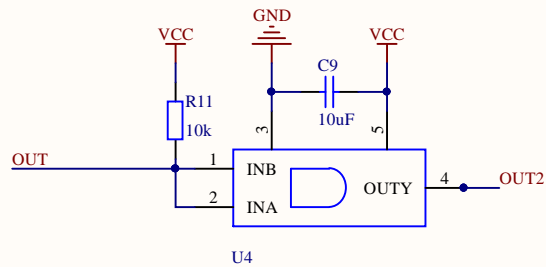 GND
VCC
VCC
C9
R11
10uF
10k
3
5
OUT
1
INB
OUTY
4
OUT2
2
INA
U4